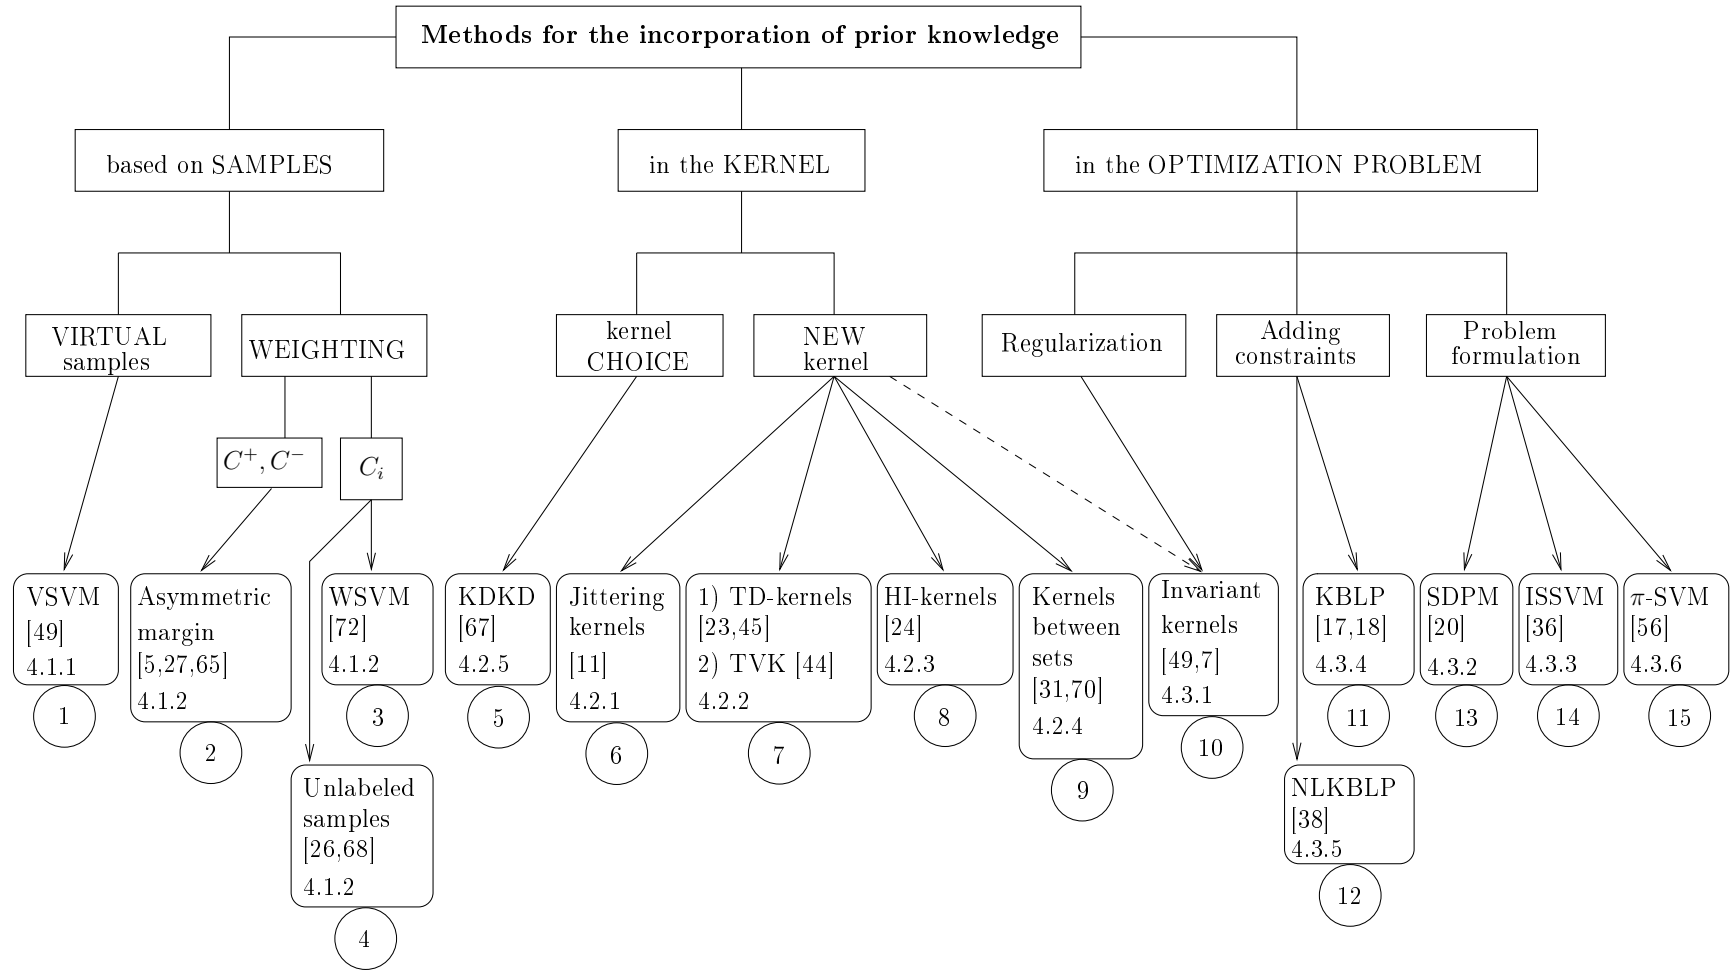 Methods for the incorporation of prior knowledge
based on SAMPLES
in the KERNEL
in the OPTIMIZATION PROBLEM
VIRTUAL
samples
WEIGHTING
kernel
CHOICE
NEW
kernel
Regularization
Adding
constraints
Problem
formulation
C⁺, C⁻
Cᵢ
VSVM
[49]
4.1.1
1
Asymmetric
margin
[5,27,65]
4.1.2
2
WSVM
[72]
4.1.2
3
Unlabeled
samples
[26,68]
4.1.2
4
KDKD
[67]
4.2.5
5
Jittering
kernels
[11]
4.2.1
6
1) TD-kernels
[23,45]
2) TVK [44]
4.2.2
7
HI-kernels
[24]
4.2.3
8
Kernels
between
sets
[31,70]
4.2.4
9
Invariant
kernels
[49,7]
4.3.1
10
KBLP
[17,18]
4.3.4
11
NLKBLP
[38]
4.3.5
12
SDPM
[20]
4.3.2
13
ISSVM
[36]
4.3.3
14
π-SVM
[56]
4.3.6
15